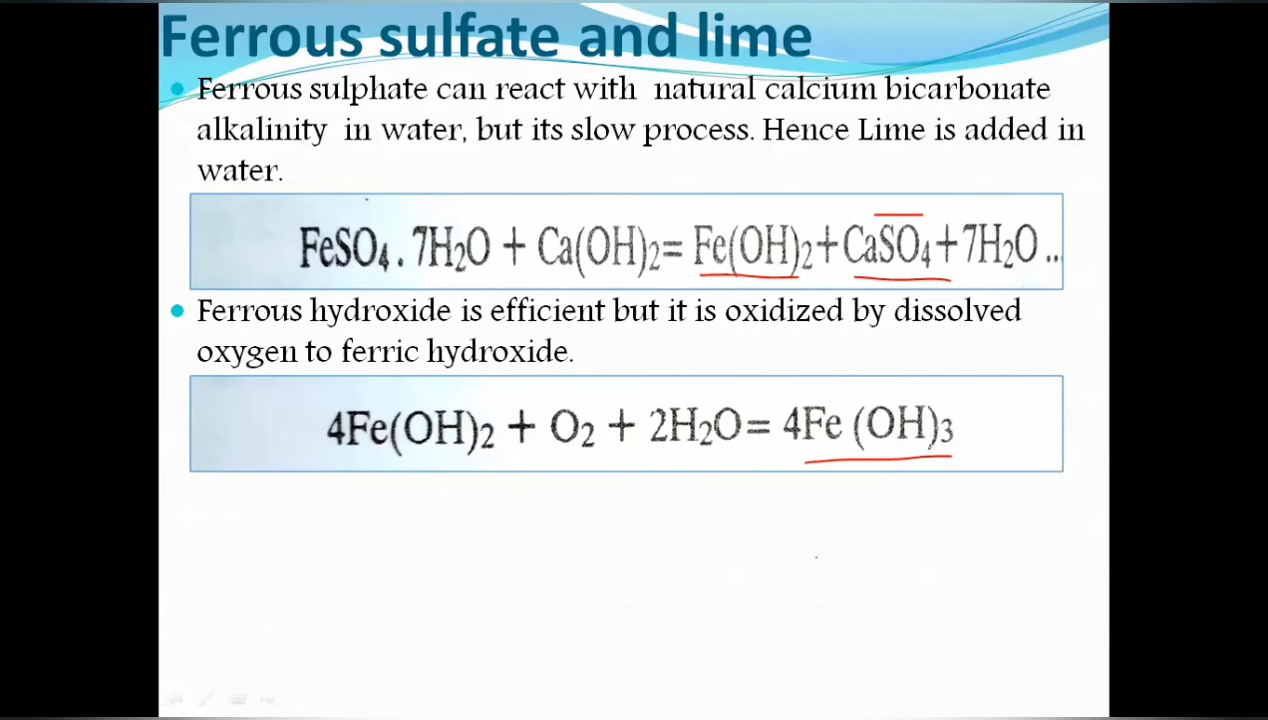 Ferrous sulfate and lime
Ferrous sulphate can react with natural calcium bicarbonate
alkalinity in water, but its slow process. Hence Lime is added in
water.
FeSO₄ . 7H₂O + Ca(OH)₂= Fe(OH)₂+CaSO₄+7H₂O ...
Ferrous hydroxide is efficient but it is oxidized by dissolved
oxygen to ferric hydroxide.
4Fe(OH)₂ + O₂ + 2H₂O= 4Fe (OH)₃